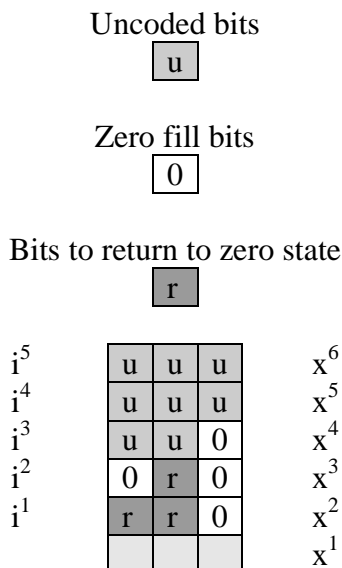 Uncoded bits
u
Zero fill bits
0
Bits to return to zero state
r
i⁵ u u u x⁶
i⁴ u u u x⁵
i³ u u 0 x⁴
i² 0 r 0 x³
i¹ r r 0 x²
x¹